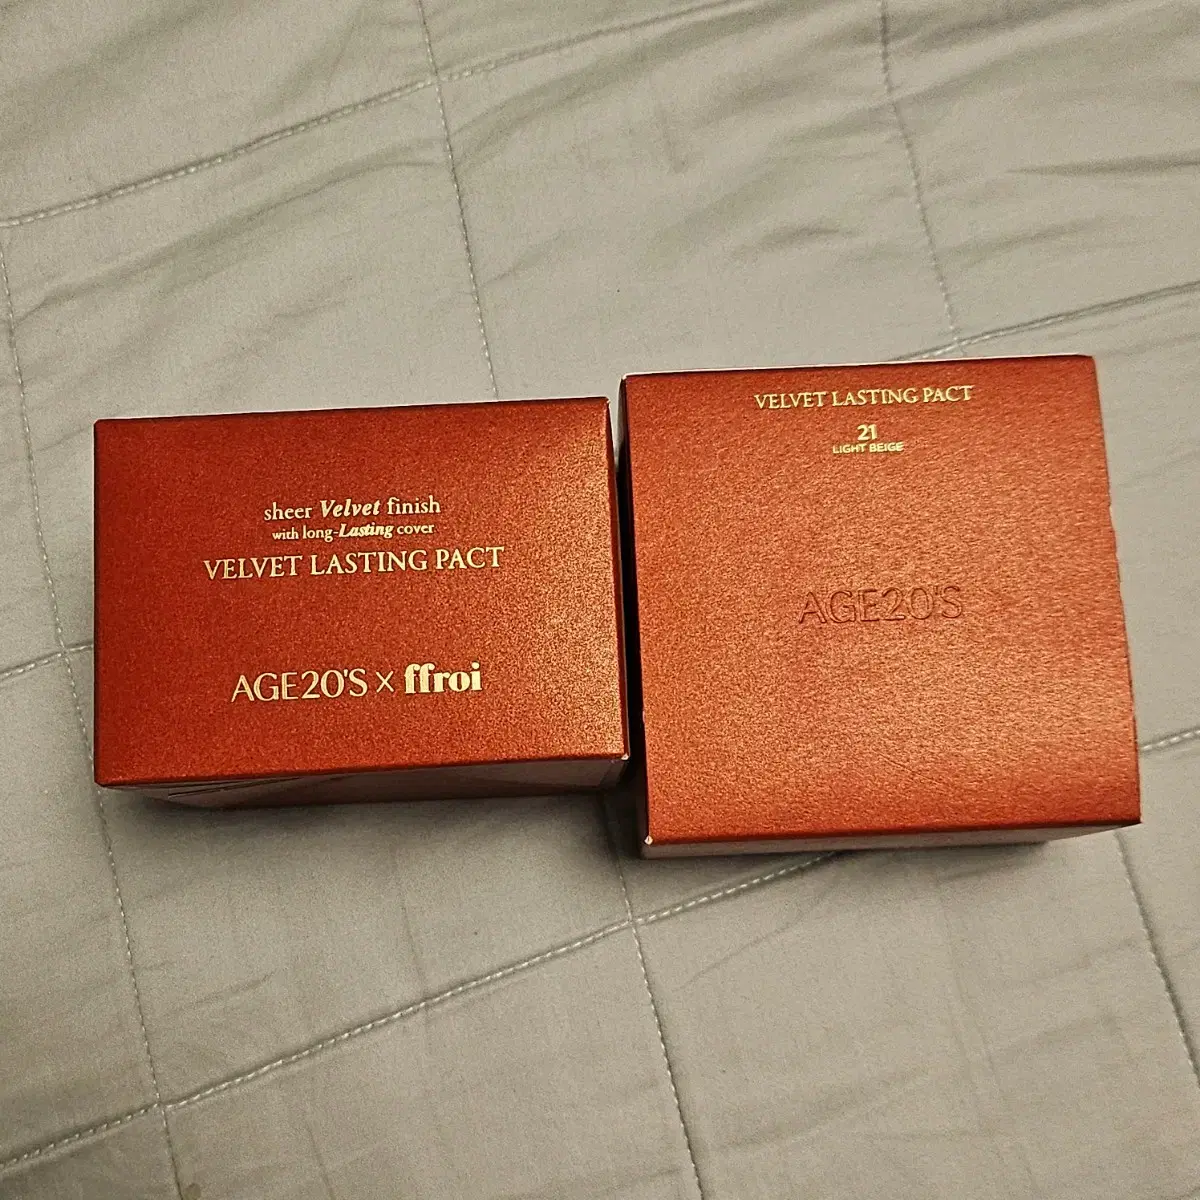 sheer Velvet finish
with long-Lasting cover
VELVET LASTING PACT
AGE20'S X ffroi
VELVET LASTING PACT
21
LIGHT BEIGE
AGE20'S